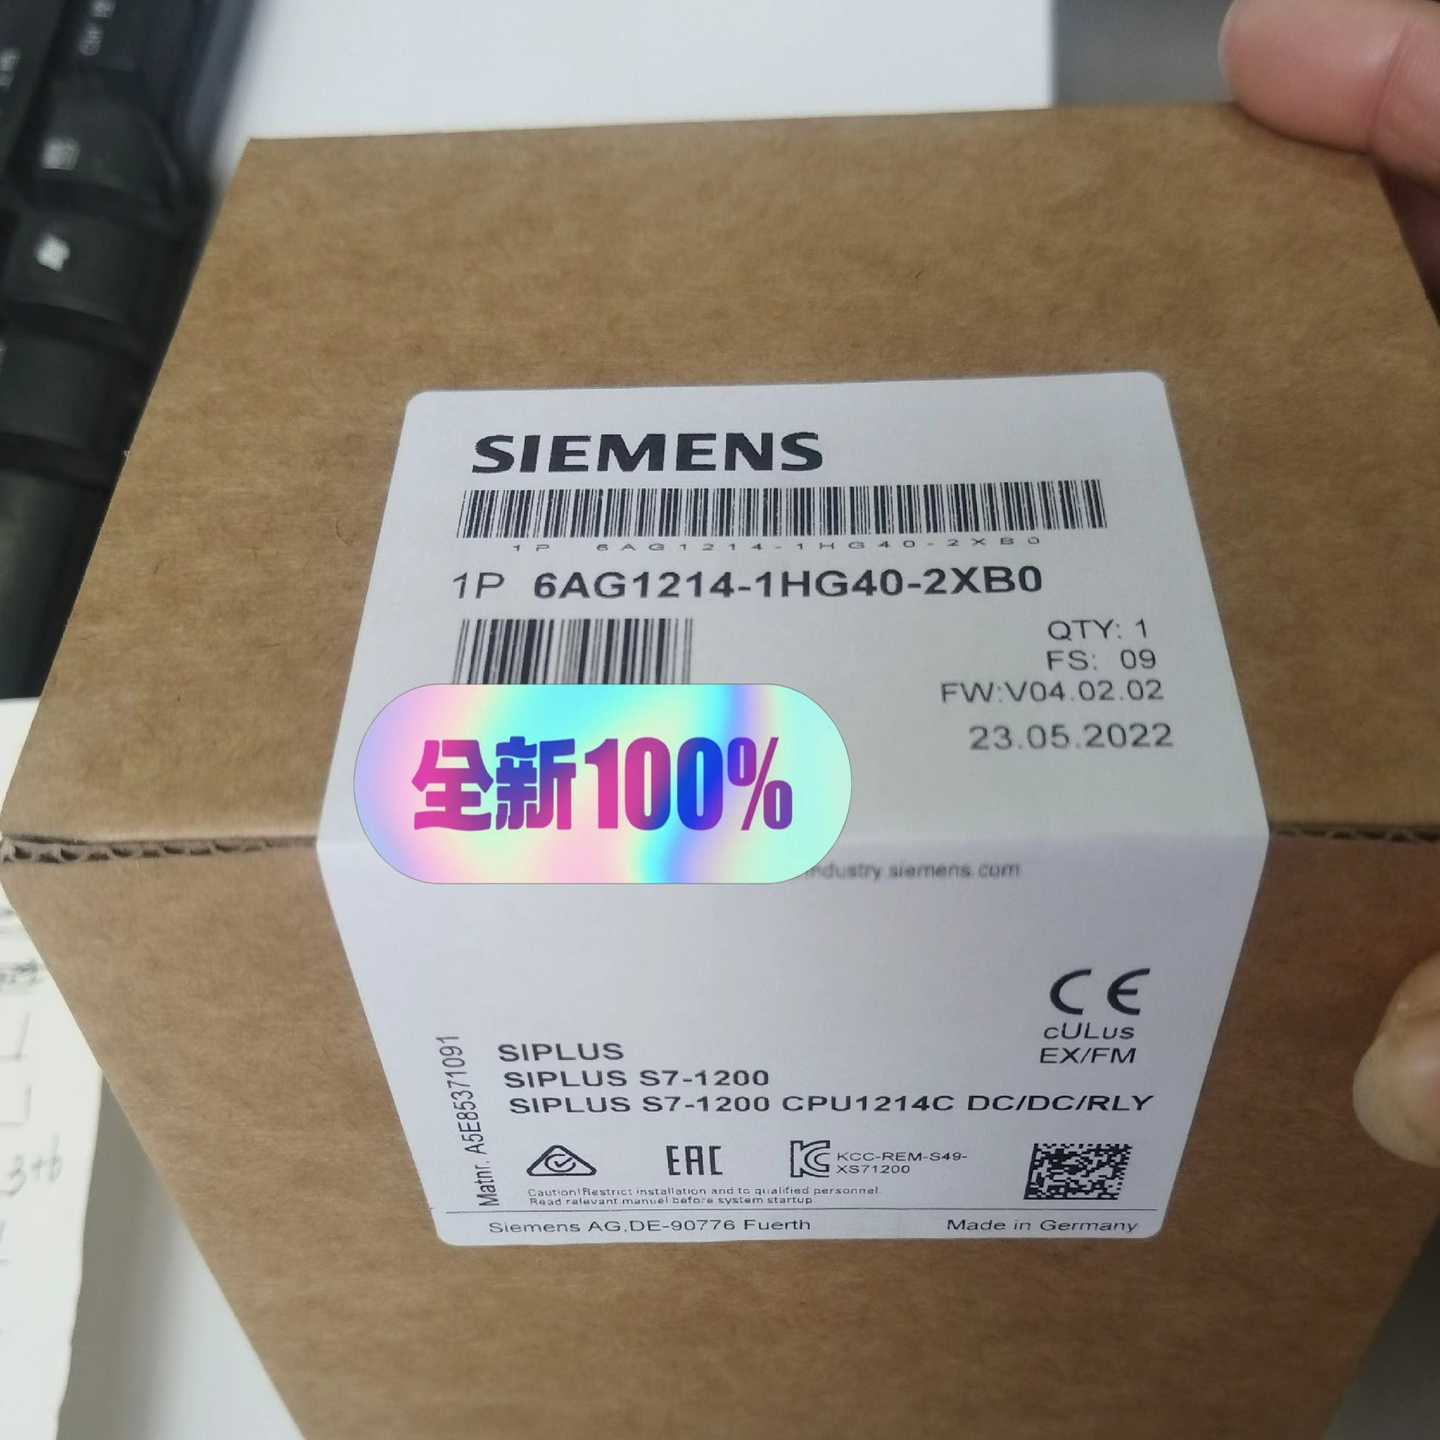 SIEMENS
1P 6AG1214-1HG40-2XB0
1P 6AG1214-1HG40-2XB0
QTY: 1
FS: 09
FW:V04.02.02
23.05.2022
全新100%
industry.siemens.com
CE
cULus
EX/FM
Matnr. A5E85371091
SIPLUS
SIPLUS S7-1200
SIPLUS S7-1200 CPU1214C DC/DC/RLY
EAC
KCC-REM-S49-
XS71200
Caution!Restrict installation and to qualified personnel.
Read relevant manuel before system startup
Siemens AG,DE-90776 Fuerth
Made in Germany